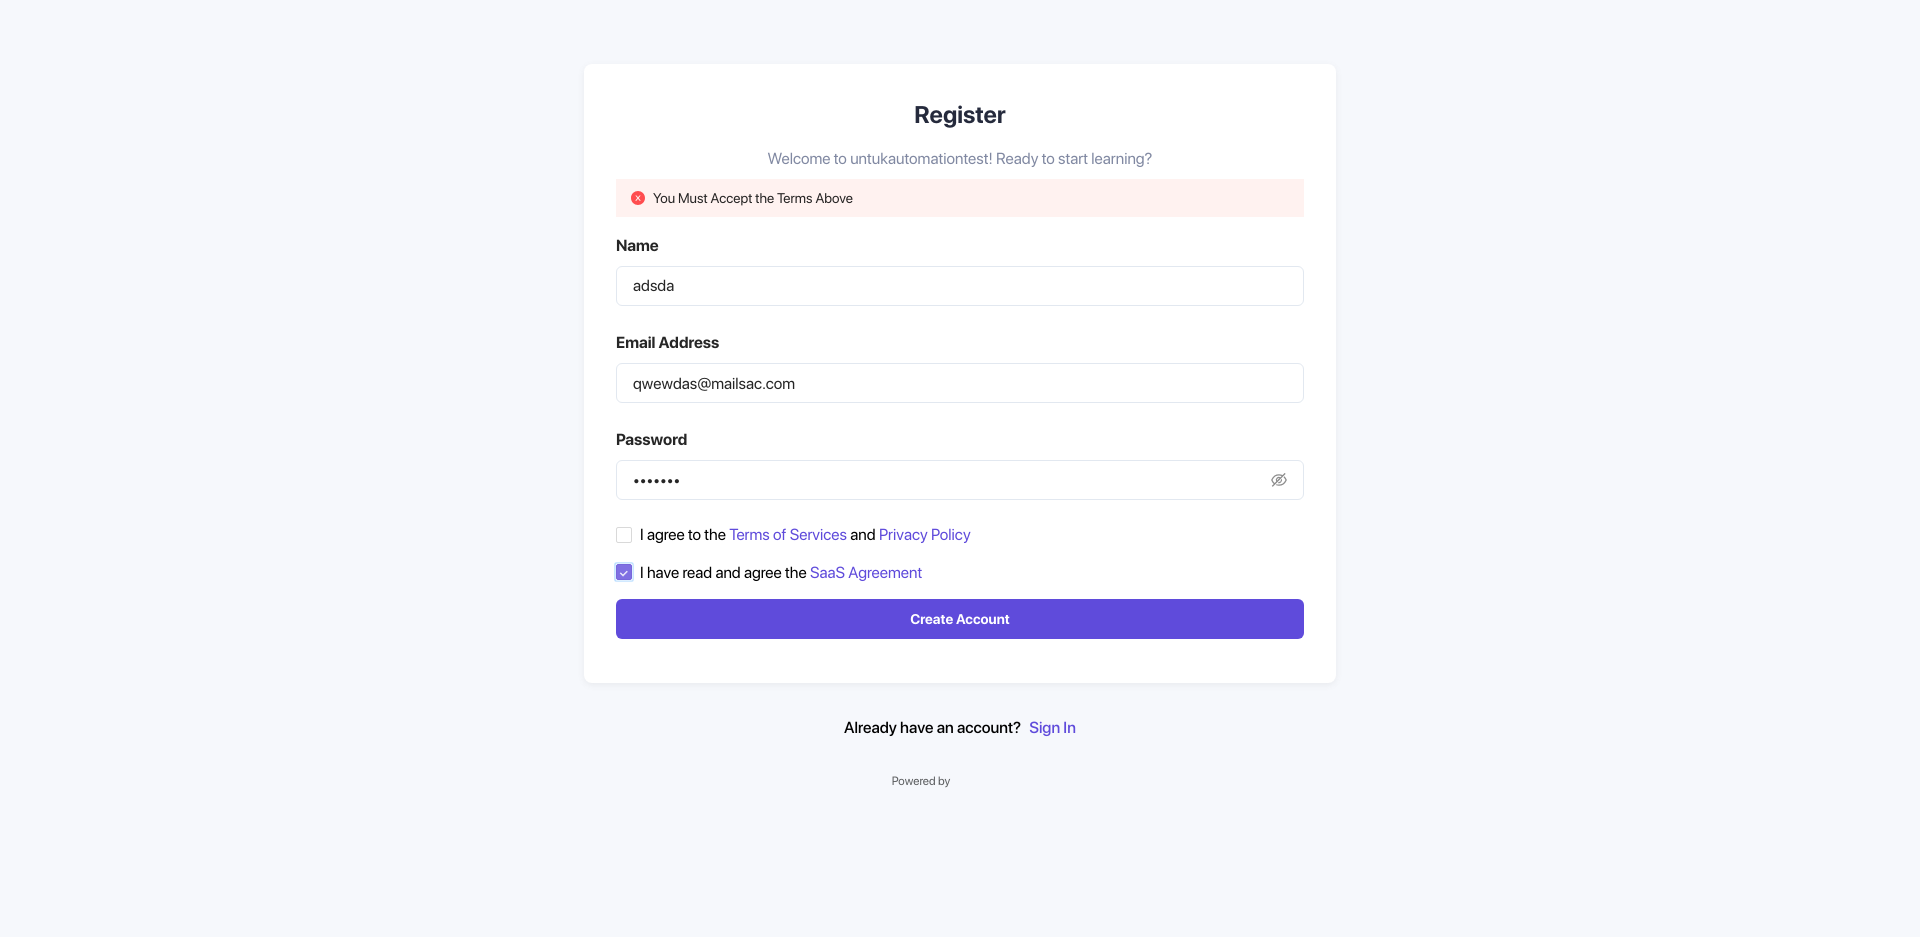 Register
Welcome to untukautomationtest! Ready to start learning?
You Must Accept the Terms Above
Name
adsda
Email Address
qwewdas@mailsac.com
Password
•••••••
I agree to the Terms of Services and Privacy Policy
I have read and agree the SaaS Agreement
Create Account
Already have an account? Sign In
Powered by